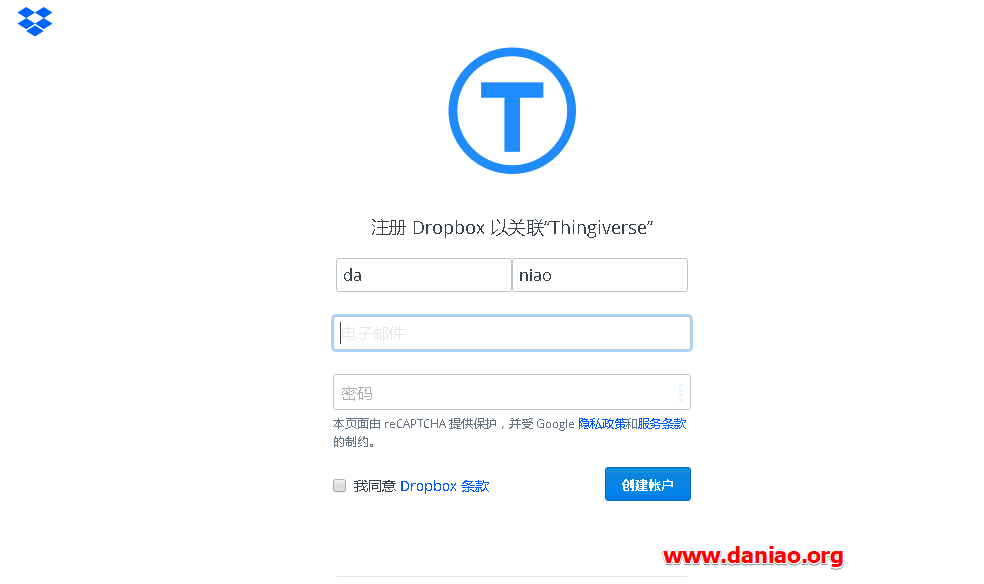 T
注册 Dropbox 以关联“Thingiverse”
da niao
电子邮件
密码
本页面由 reCAPTCHA 提供保护，并受 Google 隐私政策和服务条款
的制约。
我同意 Dropbox 条款 创建帐户
www.daniao.org